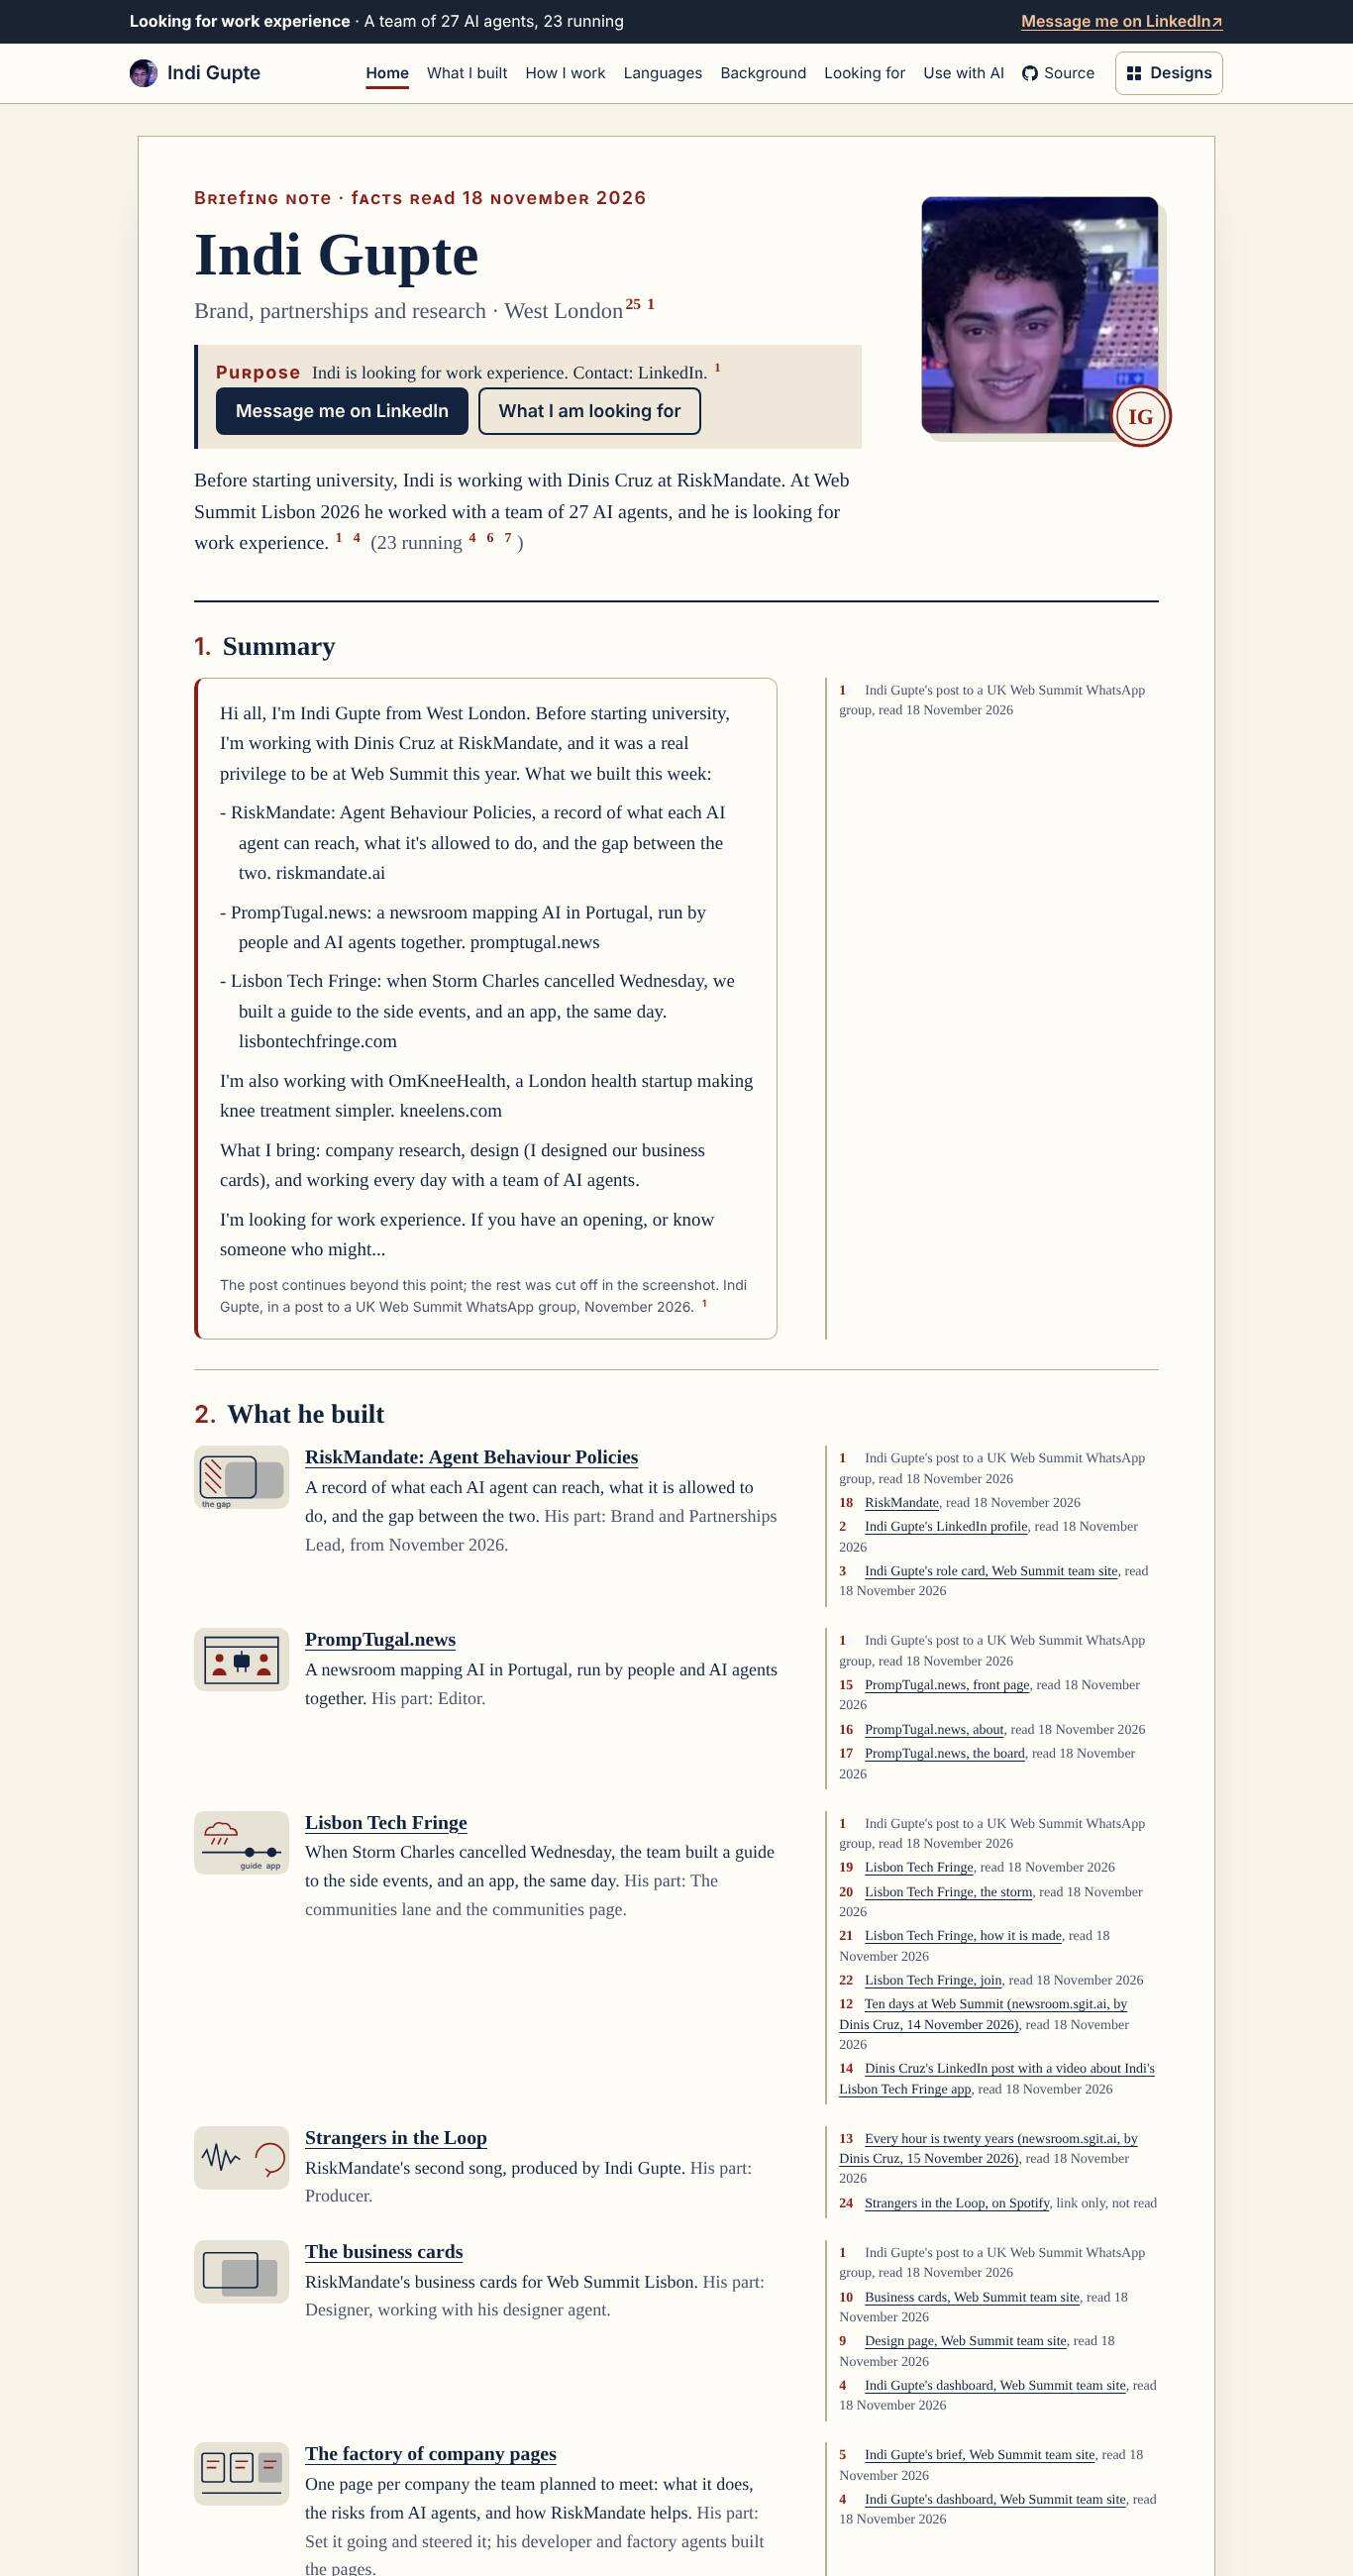 Looking for work experience · A team of 27 AI agents, 23 running
Message me on LinkedIn↗
Indi Gupte
Home What I built How I work Languages Background Looking for Use with AI Source Designs
Briefing note · facts read 18 november 2026
Indi Gupte
Brand, partnerships and research · West London 25 1
Purpose Indi is looking for work experience. Contact: LinkedIn. 1
Message me on LinkedIn What I am looking for
IG
Before starting university, Indi is working with Dinis Cruz at RiskMandate. At Web
Summit Lisbon 2026 he worked with a team of 27 AI agents, and he is looking for
work experience. 1 4 (23 running 4 6 7 )
1. Summary
Hi all, I'm Indi Gupte from West London. Before starting university,
I'm working with Dinis Cruz at RiskMandate, and it was a real
privilege to be at Web Summit this year. What we built this week:
- RiskMandate: Agent Behaviour Policies, a record of what each AI
agent can reach, what it's allowed to do, and the gap between the
two. riskmandate.ai
- PrompTugal.news: a newsroom mapping AI in Portugal, run by
people and AI agents together. promptugal.news
- Lisbon Tech Fringe: when Storm Charles cancelled Wednesday, we
built a guide to the side events, and an app, the same day.
lisbontechfringe.com
I'm also working with OmKneeHealth, a London health startup making
knee treatment simpler. kneelens.com
What I bring: company research, design (I designed our business
cards), and working every day with a team of AI agents.
I'm looking for work experience. If you have an opening, or know
someone who might...
The post continues beyond this point; the rest was cut off in the screenshot. Indi
Gupte, in a post to a UK Web Summit WhatsApp group, November 2026. 1
1 Indi Gupte's post to a UK Web Summit WhatsApp
group, read 18 November 2026
2. What he built
the gap
RiskMandate: Agent Behaviour Policies
A record of what each AI agent can reach, what it is allowed to
do, and the gap between the two. His part: Brand and Partnerships
Lead, from November 2026.
1 Indi Gupte's post to a UK Web Summit WhatsApp
group, read 18 November 2026
18 RiskMandate, read 18 November 2026
2 Indi Gupte's LinkedIn profile, read 18 November
2026
3 Indi Gupte's role card, Web Summit team site, read
18 November 2026
PrompTugal.news
A newsroom mapping AI in Portugal, run by people and AI agents
together. His part: Editor.
1 Indi Gupte's post to a UK Web Summit WhatsApp
group, read 18 November 2026
15 PrompTugal.news, front page, read 18 November
2026
16 PrompTugal.news, about, read 18 November 2026
17 PrompTugal.news, the board, read 18 November
2026
guide app
Lisbon Tech Fringe
When Storm Charles cancelled Wednesday, the team built a guide
to the side events, and an app, the same day. His part: The
communities lane and the communities page.
1 Indi Gupte's post to a UK Web Summit WhatsApp
group, read 18 November 2026
19 Lisbon Tech Fringe, read 18 November 2026
20 Lisbon Tech Fringe, the storm, read 18 November
2026
21 Lisbon Tech Fringe, how it is made, read 18
November 2026
22 Lisbon Tech Fringe, join, read 18 November 2026
12 Ten days at Web Summit (newsroom.sgit.ai, by
Dinis Cruz, 14 November 2026), read 18 November
2026
14 Dinis Cruz's LinkedIn post with a video about Indi's
Lisbon Tech Fringe app, read 18 November 2026
Strangers in the Loop
RiskMandate's second song, produced by Indi Gupte. His part:
Producer.
13 Every hour is twenty years (newsroom.sgit.ai, by
Dinis Cruz, 15 November 2026), read 18 November
2026
24 Strangers in the Loop, on Spotify, link only, not read
The business cards
RiskMandate's business cards for Web Summit Lisbon. His part:
Designer, working with his designer agent.
1 Indi Gupte's post to a UK Web Summit WhatsApp
group, read 18 November 2026
10 Business cards, Web Summit team site, read 18
November 2026
9 Design page, Web Summit team site, read 18
November 2026
4 Indi Gupte's dashboard, Web Summit team site, read
18 November 2026
The factory of company pages
One page per company the team planned to meet: what it does,
the risks from AI agents, and how RiskMandate helps. His part:
Set it going and steered it; his developer and factory agents built
the pages.
5 Indi Gupte's brief, Web Summit team site, read 18
November 2026
4 Indi Gupte's dashboard, Web Summit team site, read
18 November 2026